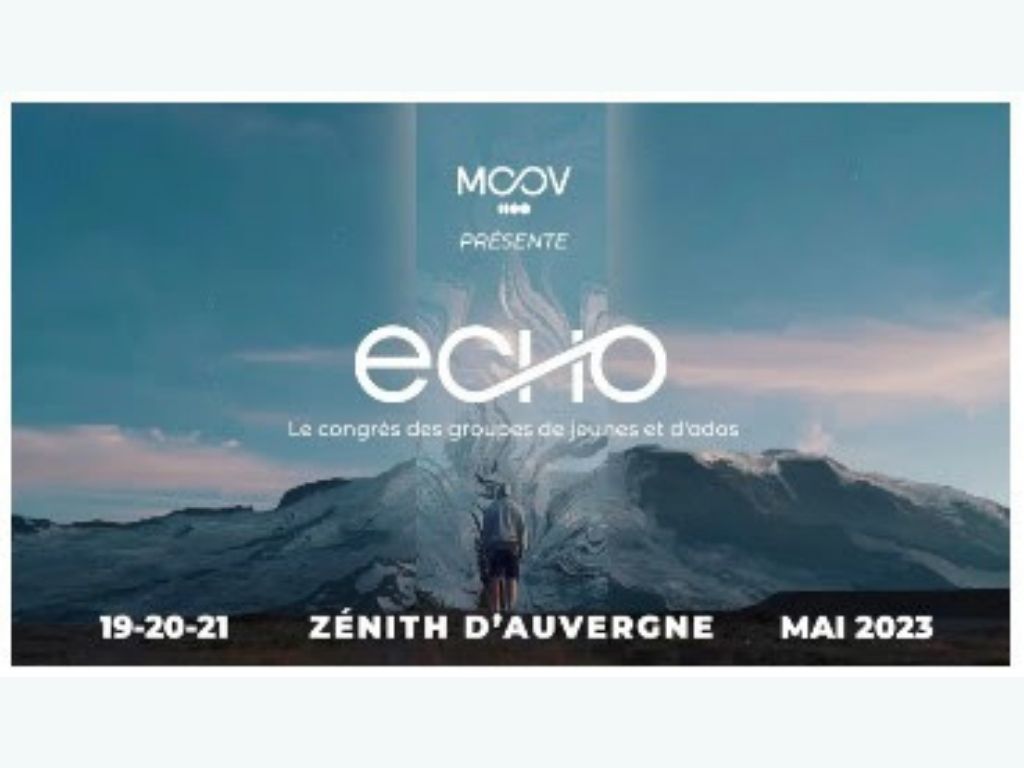 MOOV
PRÉSENTE
ECHO
Le congrès des groupes de jeunes et d'ados
19-20-21 ZÉNITH D'AUVERGNE MAI 2023